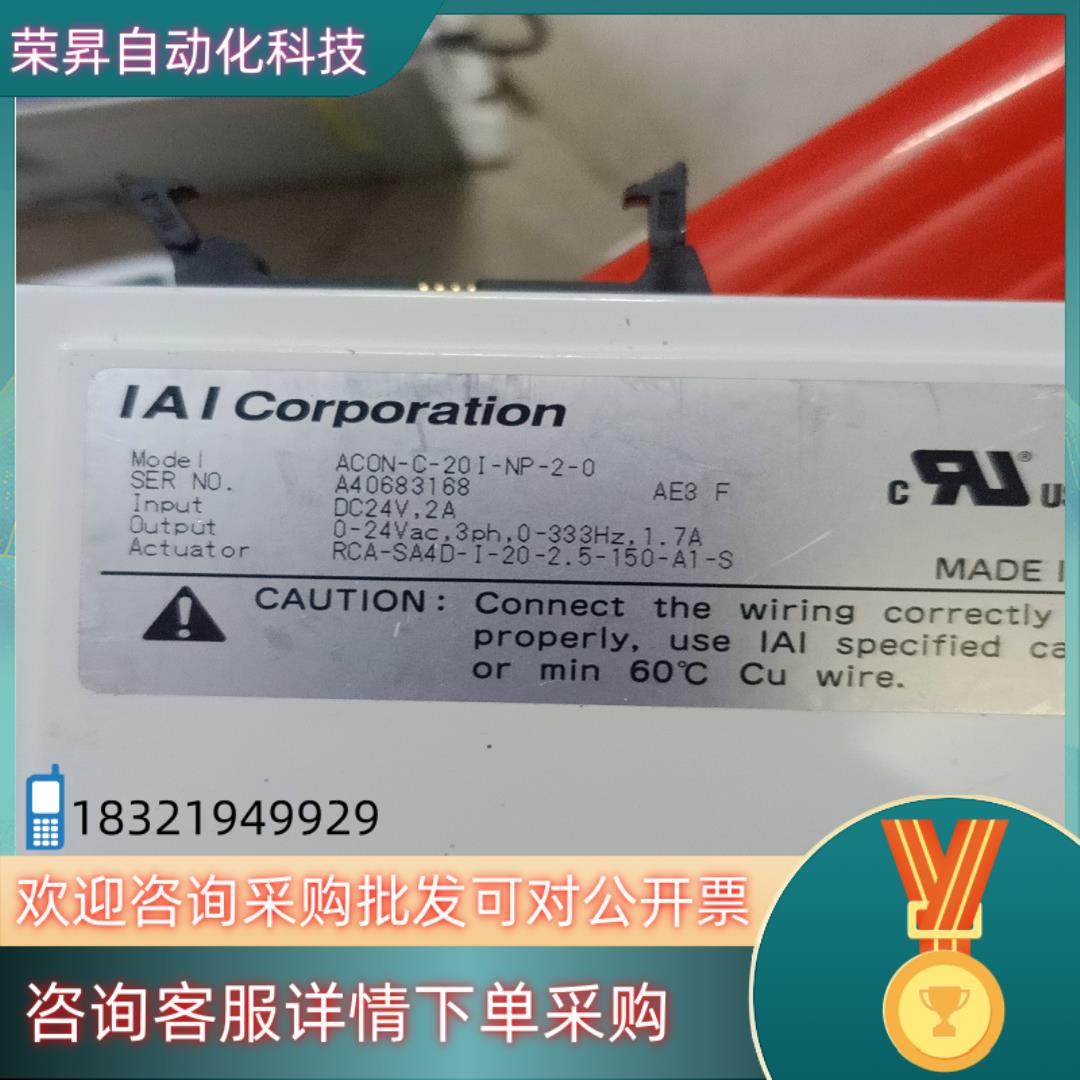 荣昇自动化科技
IAI Corporation
Model ACON-C-20I-NP-2-0
SER NO. A40683168 AE3 F
Input DC24V,2A
Output 0-24Vac,3ph,0-333Hz,1.7A
Actuator RCA-SA4D-I-20-2.5-150-A1-S
C RU ® US
MADE
CAUTION: Connect the wiring correctly
properly, use IAI specified ca
or min 60℃ Cu wire.
18321949929
欢迎咨询采购批发可对公开票
咨询客服详情下单采购